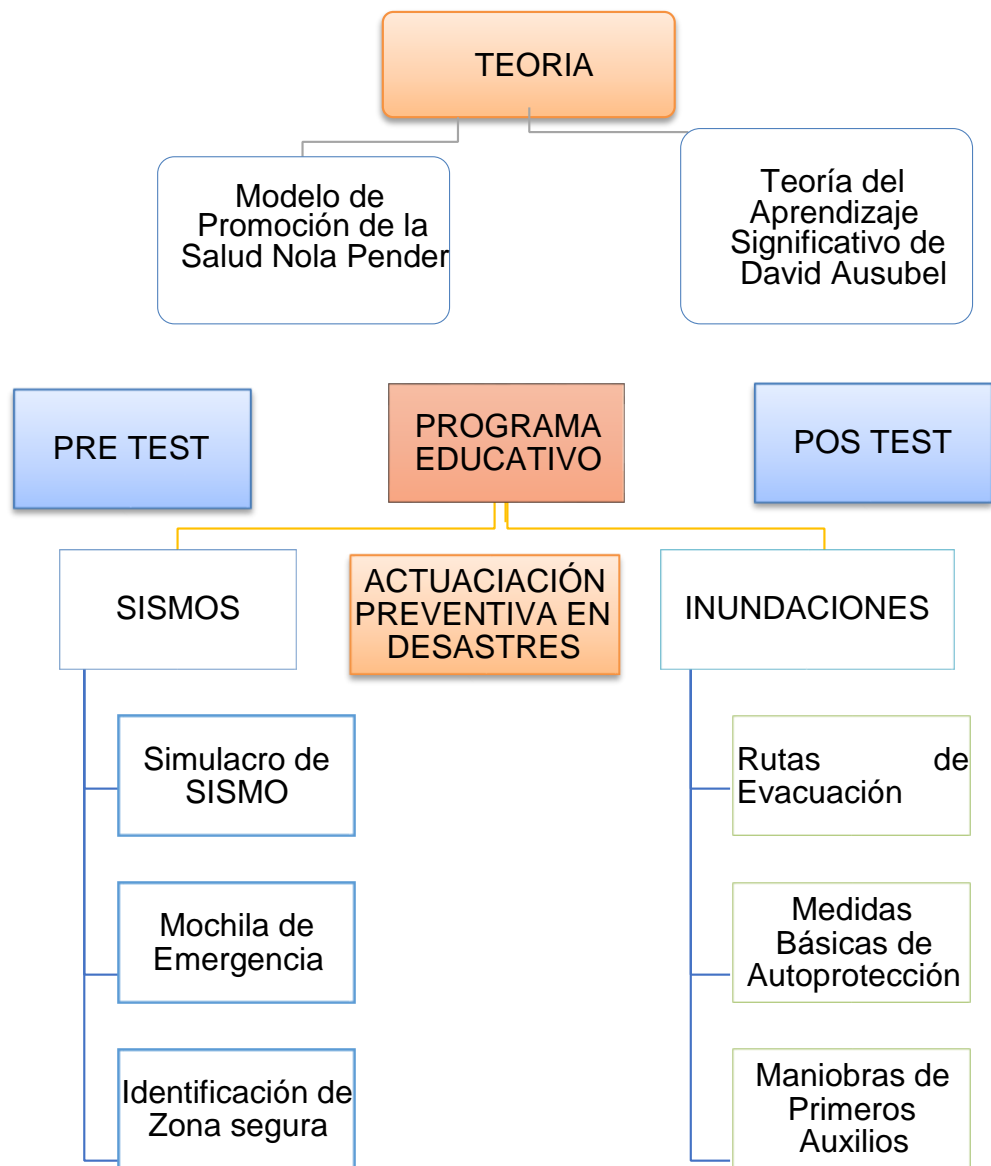 TEORIA
Modelo de
Promoción de la
Salud Nola Pender
Teoría del
Aprendizaje
Significativo de
David Ausubel
PRE TEST
PROGRAMA
EDUCATIVO
POS TEST
SISMOS
ACTUACIACIÓN
PREVENTIVA EN
DESASTRES
INUNDACIONES
Simulacro de
SISMO
Mochila de
Emergencia
Identificación de
Zona segura
Rutas de
Evacuación
Medidas
Básicas de
Autoprotección
Maniobras de
Primeros
Auxilios